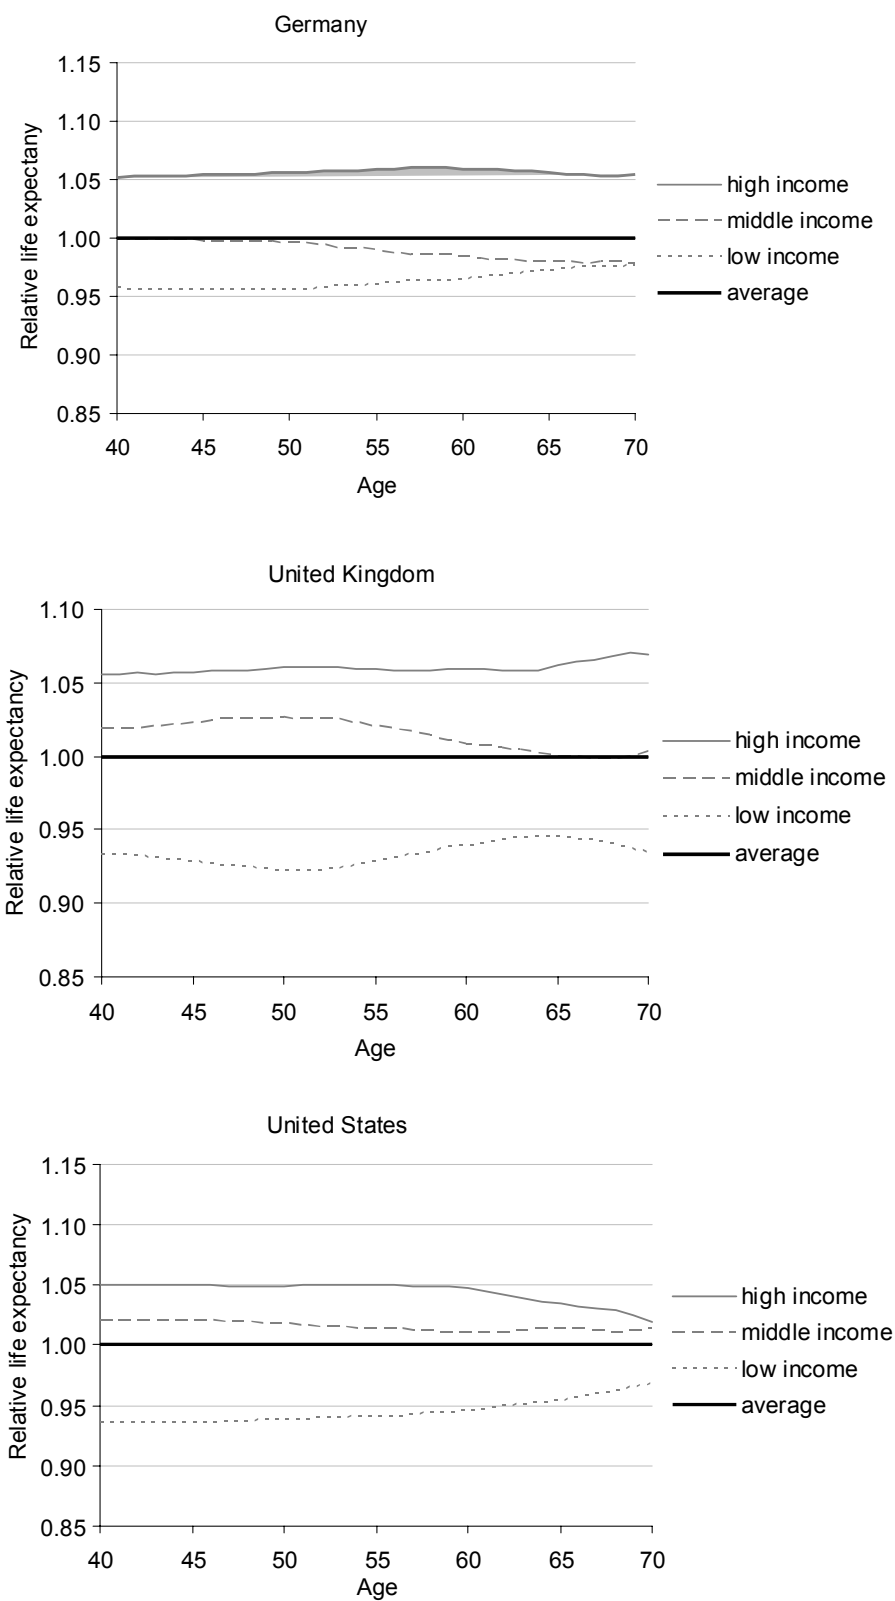 Germany
Relative life expectany
1.15
1.10
1.05
1.00
0.95
0.90
0.85
40 45 50 55 60 65 70
Age
high income
middle income
low income
average
United Kingdom
Relative life expectancy
1.10
1.05
1.00
0.95
0.90
0.85
40 45 50 55 60 65 70
Age
high income
middle income
low income
average
United States
Relative life expectancy
1.15
1.10
1.05
1.00
0.95
0.90
0.85
40 45 50 55 60 65 70
Age
high income
middle income
low income
average